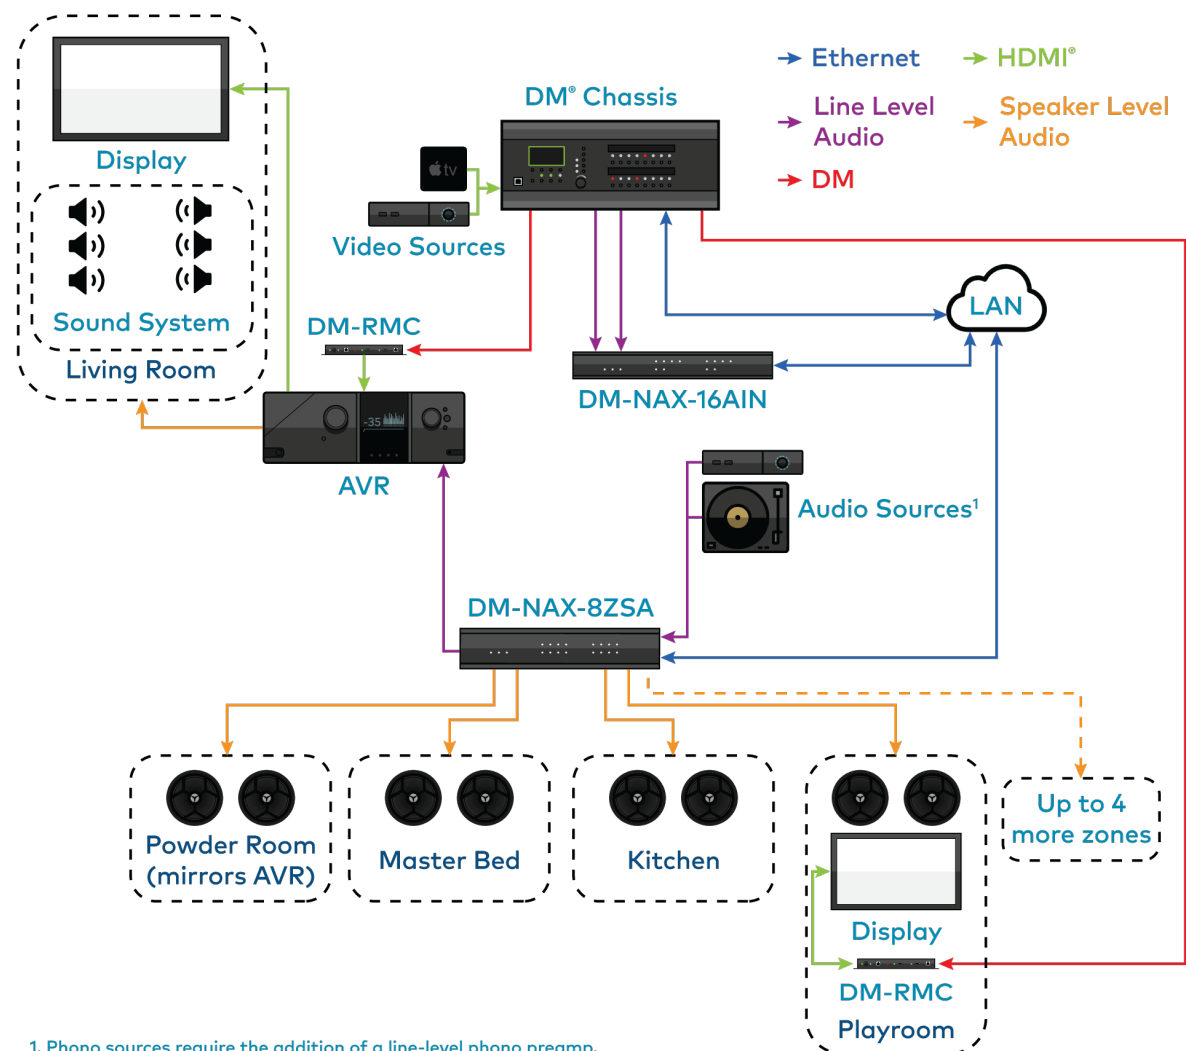 Ethernet
HDMI®
Line Level
Audio
Speaker Level
Audio
DM
DM® Chassis
tv
Video Sources
Display
Sound System
Living Room
DM-RMC
LAN
DM-NAX-16AIN
-35
AVR
Audio Sources¹
DM-NAX-8ZSA
Powder Room
(mirrors AVR)
Master Bed
Kitchen
Display
DM-RMC
Playroom
Up to 4
more zones
1. Phono sources require the addition of a line-level phono preamp.